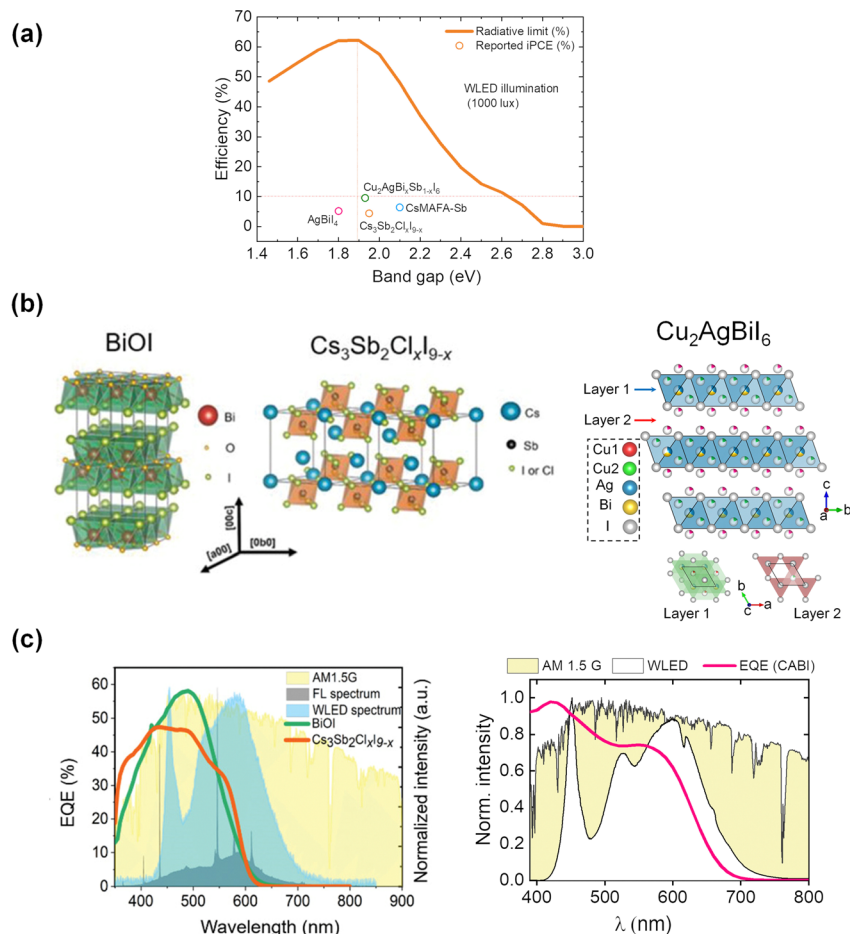 (a)
Radiative limit (%)
Reported iPCE (%)
WLED illumination
(1000 lux)
Cu₂AgBiₓSb₁₋ₓI₆
CsMAFA-Sb
AgBiI₄
Cs₃Sb₂ClₓI₉₋ₓ
Efficiency (%)
70
60
50
40
30
20
10
0
1.4 1.6 1.8 2.0 2.2 2.4 2.6 2.8 3.0
Band gap (eV)
(b)
BiOI
Bi
O
I
[00c]
[a00]
[0b0]
Cs₃Sb₂ClₓI₉₋ₓ
Cs
Sb
I or Cl
Cu₂AgBiI₆
Layer 1
Layer 2
Cu1
Cu2
Ag
Bi
I
c
a
b
b
c
a
Layer 1
Layer 2
(c)
AM1.5G
FL spectrum
WLED spectrum
BiOI
Cs₃Sb₂ClₓI₉₋ₓ
EQE (%)
60
50
40
30
20
10
0
400 500 600 700 800 900
Wavelength (nm)
Normalized intensity (a.u.)
AM 1.5 G
WLED
EQE (CABI)
Norm. intensity
1.0
0.8
0.6
0.4
0.2
0.0
400 500 600 700 800
λ (nm)